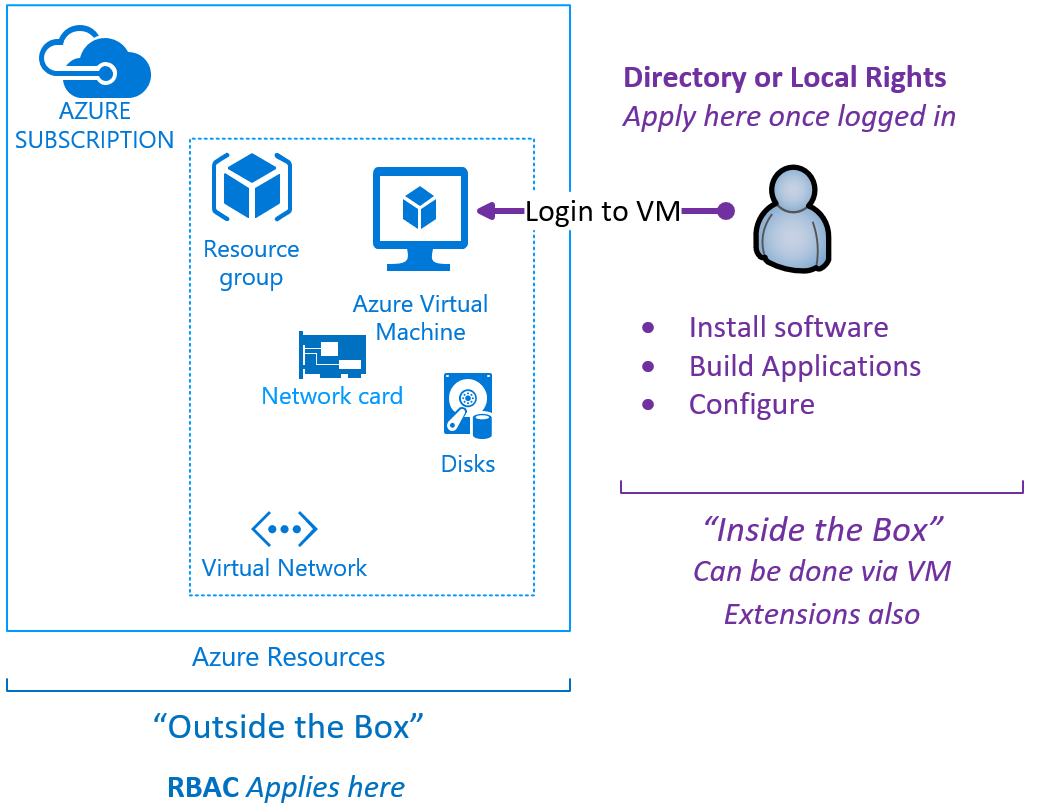 AZURE
SUBSCRIPTION
Resource
group
Azure Virtual
Machine
Network card
Disks
Virtual Network
Azure Resources
“Outside the Box”
RBAC Applies here
Directory or Local Rights
Apply here once logged in
Login to VM
• Install software
• Build Applications
• Configure
“Inside the Box”
Can be done via VM
Extensions also